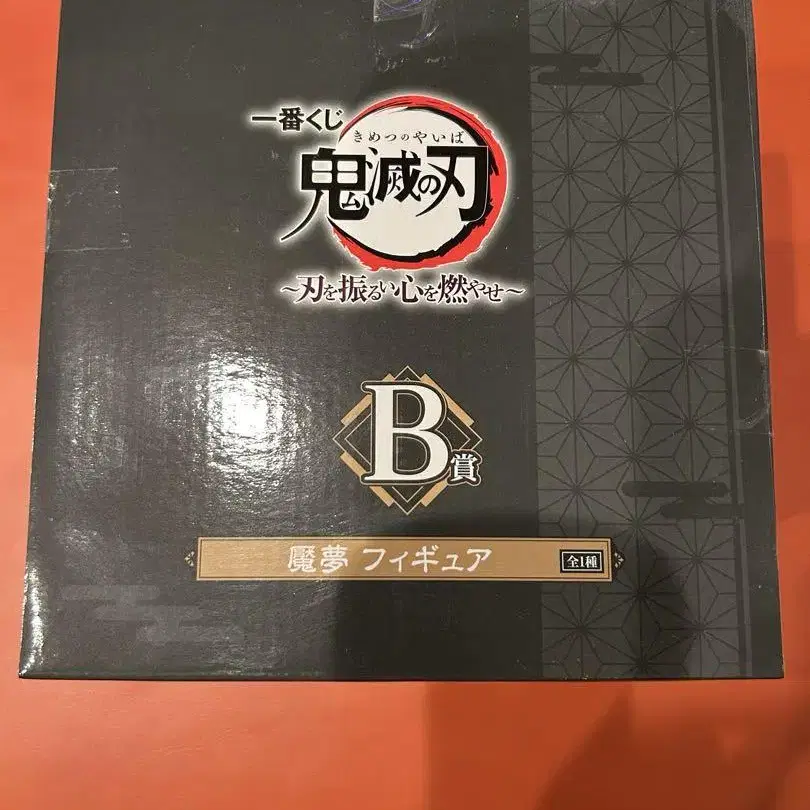 一番くじ
きめつのやいば
鬼滅の刃
～刃を振るい心を燃やせ～
B賞
魘夢 フィギュア
全1種